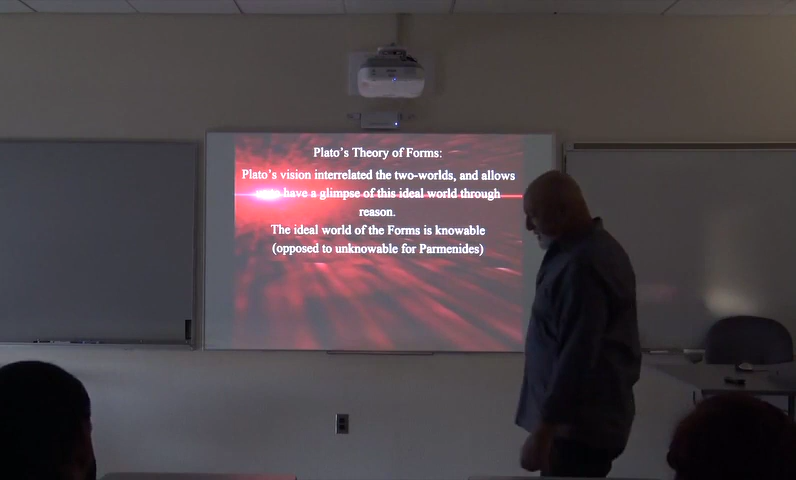 Plato's Theory of Forms:
Plato's vision interrelated the two-worlds, and allows
to have a glimpse of this ideal world through
reason.
The ideal world of the Forms is knowable
(opposed to unknowable for Parmenides)